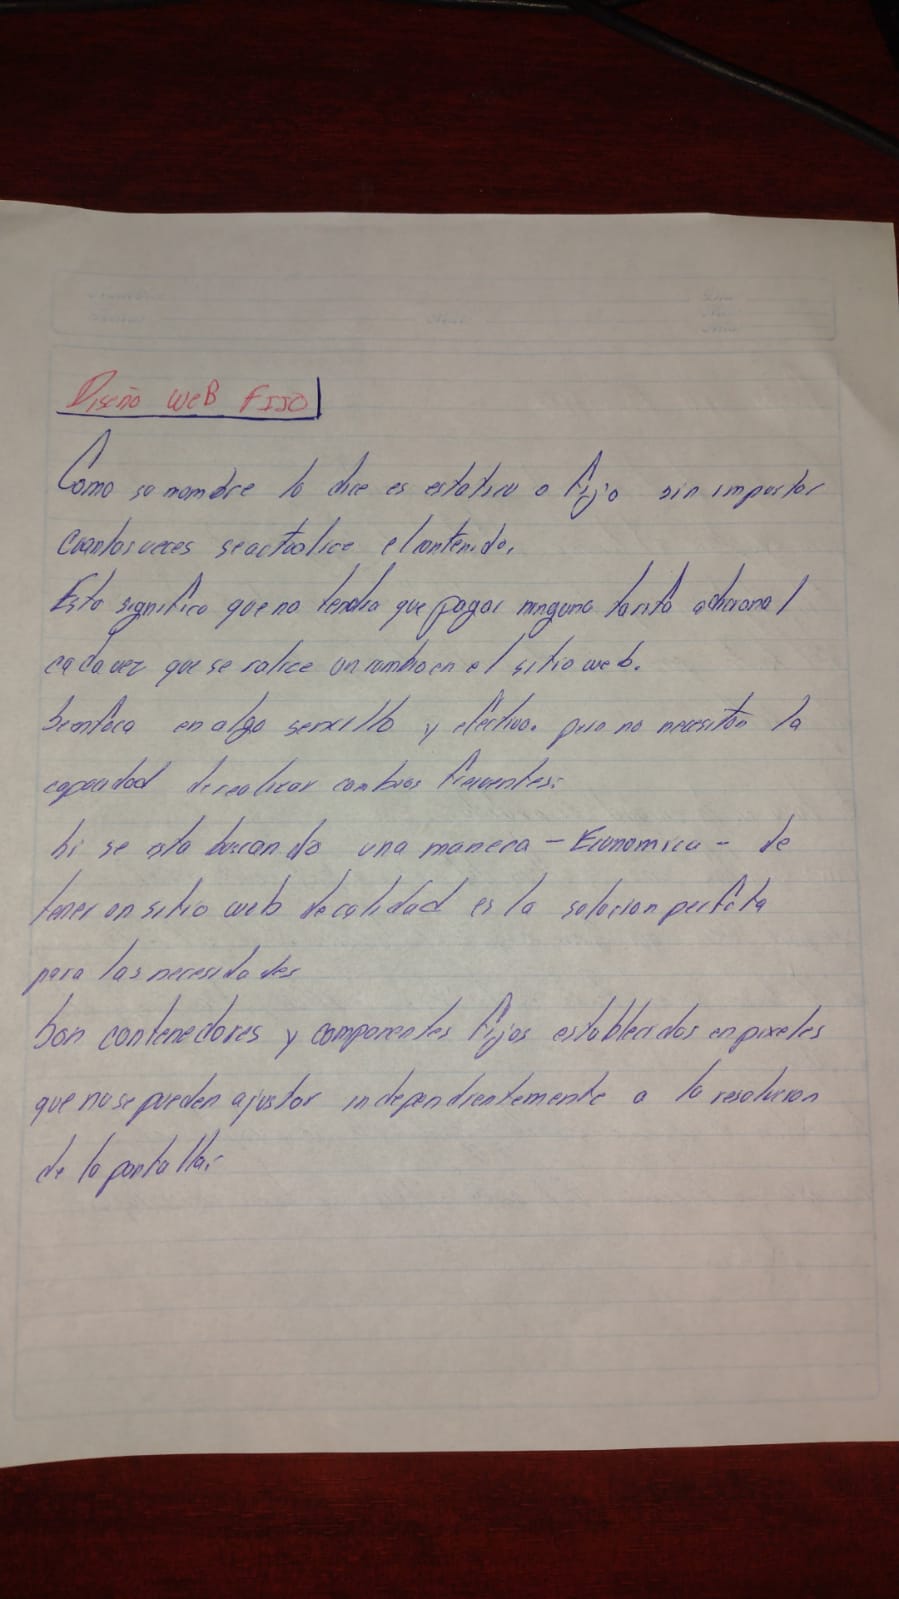 Diseño WEB FIJO
Como su nombre lo dice es estatico o fijo sin importar
cuantas veces se actualice el contenido.
Esto significa que no tendra que pagar ninguna tarifa adicional
cada vez que se ralice un cambio en el sitio web.
Se enfoca en algo sencillo y efectivo. pero no necesitan la
capacidad de realizar cambios frecuentes.
Si se esta buscando una manera - Economica - de
tener un sitio web de calidad es la solucion perfecta
para las necesidades
Son contenedores y componentes fijos establecidos en pixeles
que no se pueden ajustar independientemente a la resolucion
de la pantalla.